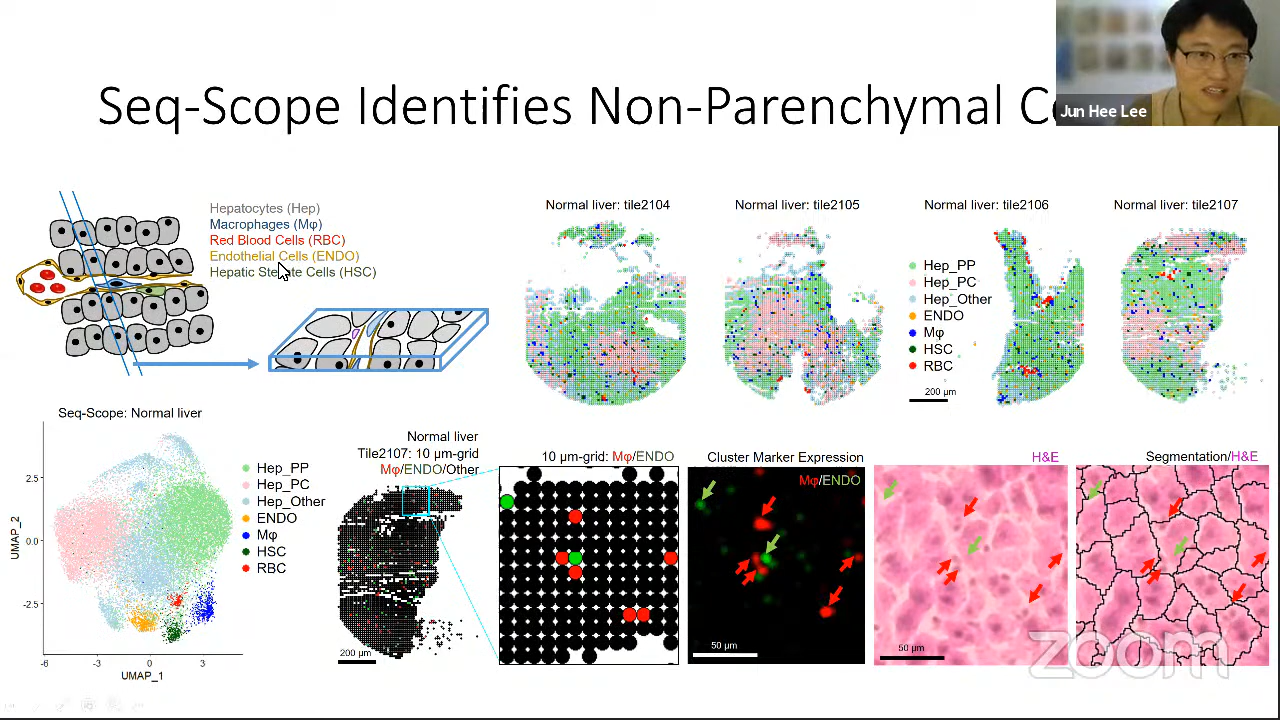 Seq-Scope Identifies Non-Parenchymal
Jun Hee Lee
Hepatocytes (Hep)
Macrophages (Mφ)
Red Blood Cells (RBC)
Endothelial Cells (ENDO)
Hepatic Stellate Cells (HSC)
Normal liver: tile2104
Normal liver: tile2105
Normal liver: tile2106
Normal liver: tile2107
Hep_PP
Hep_PC
Hep_Other
ENDO
Mφ
HSC
RBC
200 µm
Seq-Scope: Normal liver
2.5
0.0
-2.5
UMAP_2
-6
-3
0
3
UMAP_1
Hep_PP
Hep_PC
Hep_Other
ENDO
Mφ
HSC
RBC
Normal liver
Tile2107: 10 µm-grid
Mφ/ENDO/Other
200 µm
10 µm-grid: Mφ/ENDO
Cluster Marker Expression
Mφ/ENDO
50 µm
H&E
50 µm
Segmentation/H&E
zoom